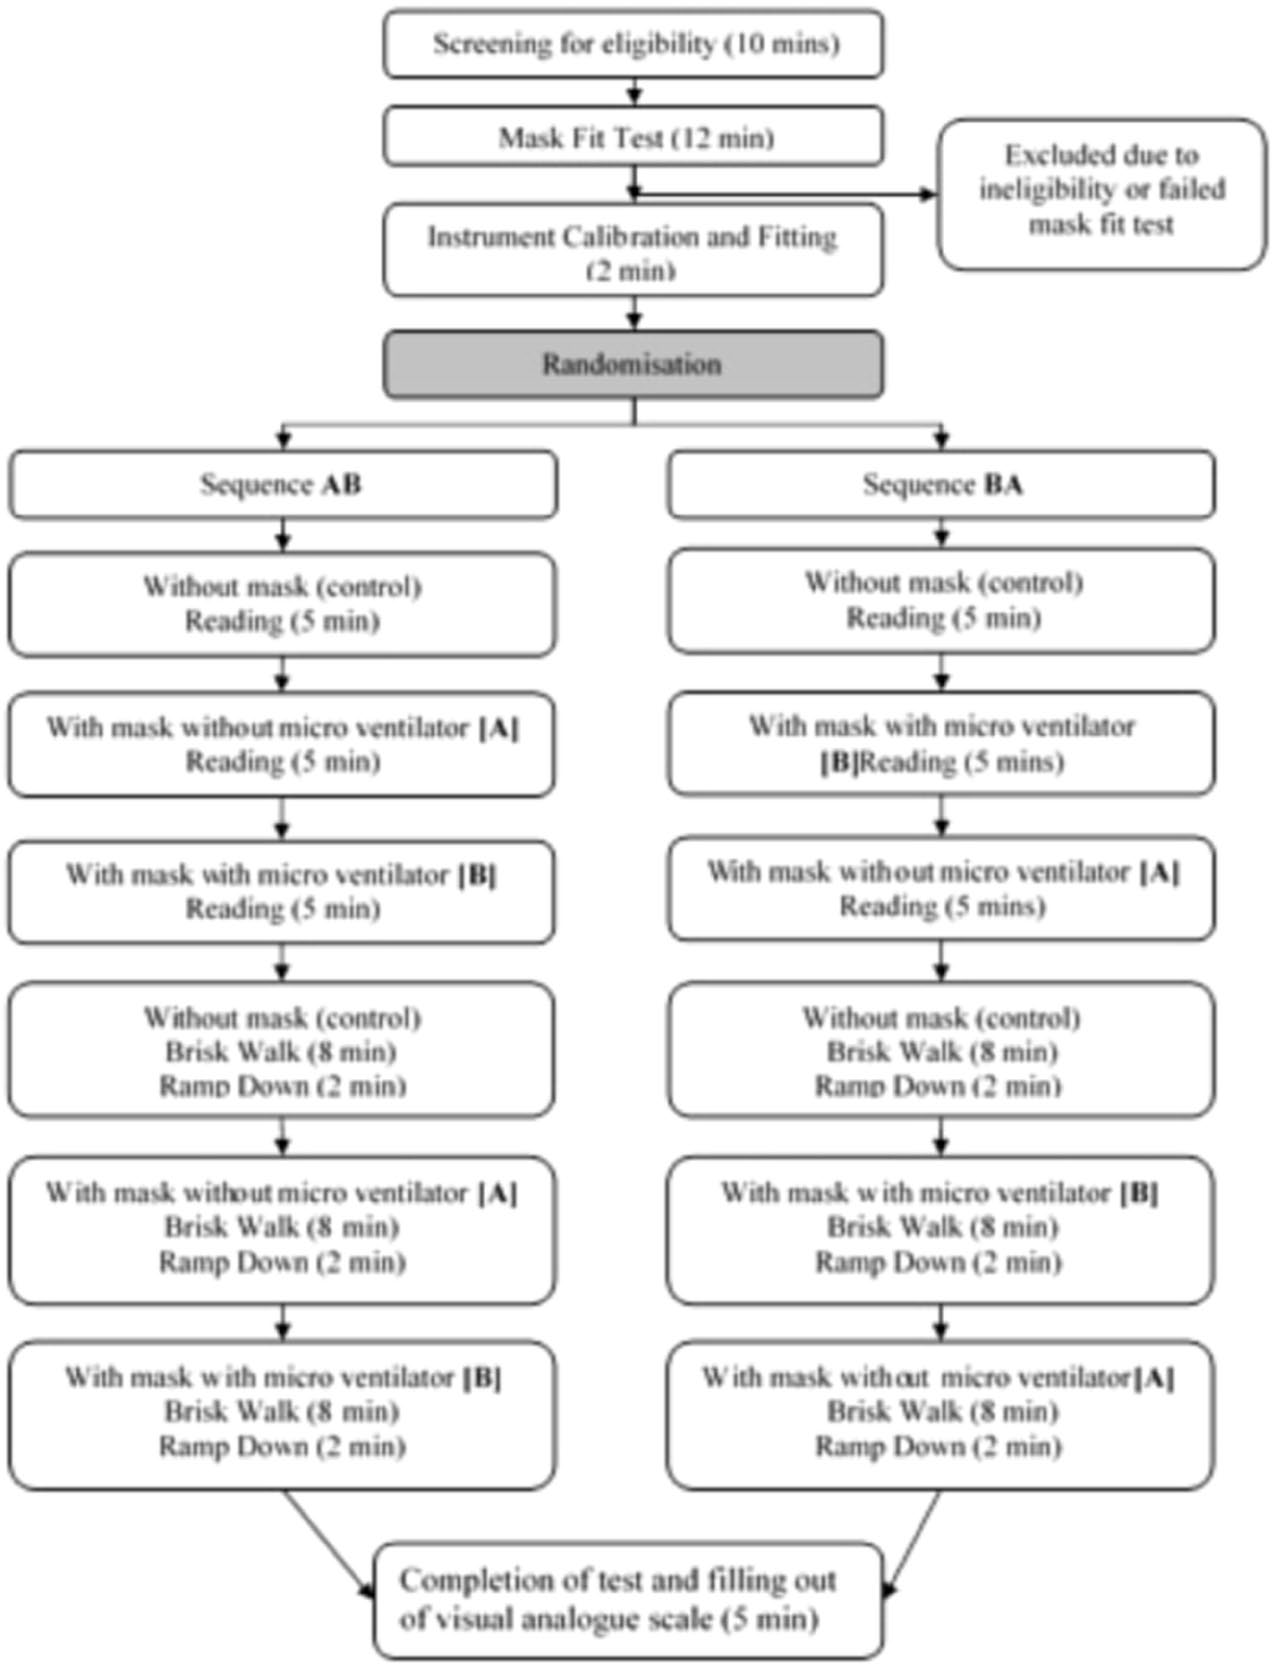 Screening for eligibility (10 mins)
Mask Fit Test (12 min)
Excluded due to
ineligibility or failed
mask fit test
Instrument Calibration and Fitting
(2 min)
Randomisation
Sequence AB
Without mask (control)
Reading (5 min)
With mask without micro ventilator [A]
Reading (5 min)
With mask with micro ventilator [B]
Reading (5 min)
Without mask (control)
Brisk Walk (8 min)
Ramp Down (2 min)
With mask without micro ventilator [A]
Brisk Walk (8 min)
Ramp Down (2 min)
With mask with micro ventilator [B]
Brisk Walk (8 min)
Ramp Down (2 min)
Sequence BA
Without mask (control)
Reading (5 min)
With mask with micro ventilator
[B]Reading (5 mins)
With mask without micro ventilator [A]
Reading (5 mins)
Without mask (control)
Brisk Walk (8 min)
Ramp Down (2 min)
With mask with micro ventilator [B]
Brisk Walk (8 min)
Ramp Down (2 min)
With mask without micro ventilator[A]
Brisk Walk (8 min)
Ramp Down (2 min)
Completion of test and filling out
of visual analogue scale (5 min)